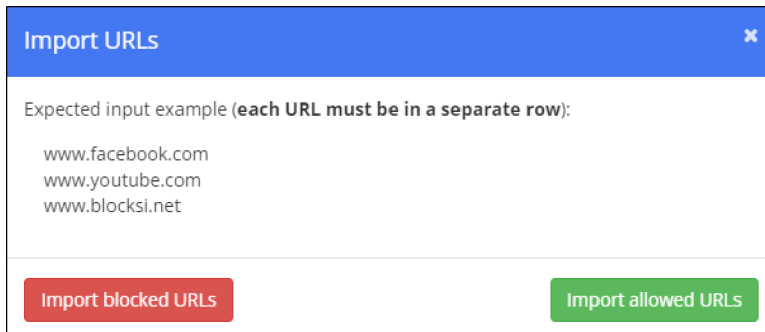 Import URLs
Expected input example (each URL must be in a separate row):
www.facebook.com
www.youtube.com
www.blocksi.net
Import blocked URLs
Import allowed URLs